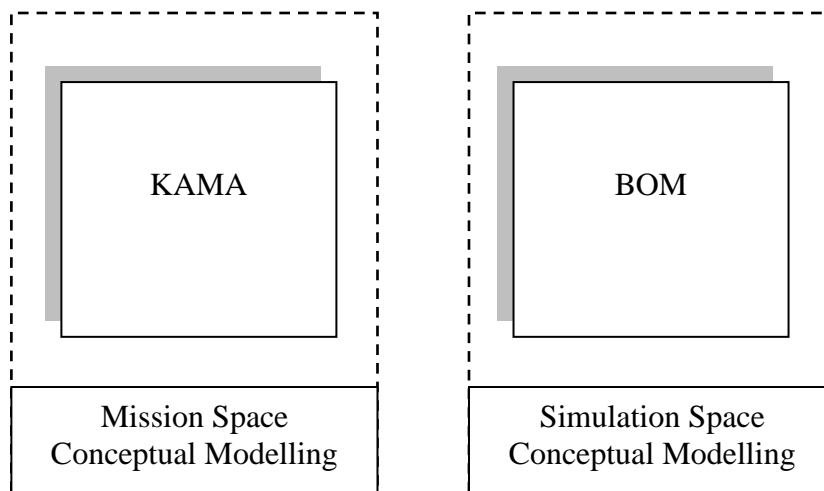 KAMA
BOM
Mission Space
Conceptual Modelling
Simulation Space
Conceptual Modelling